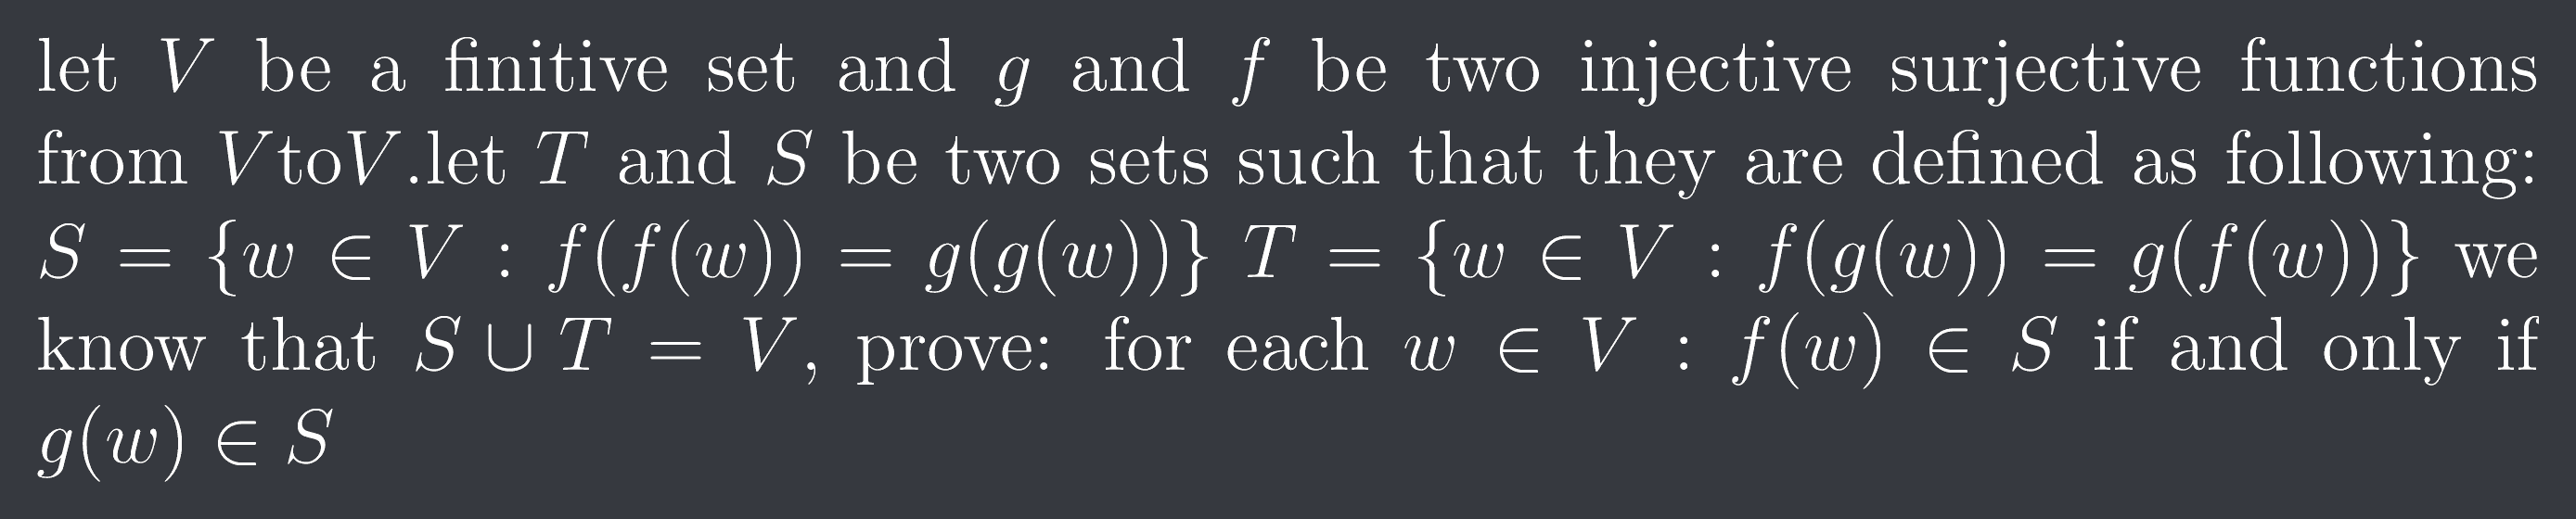 let V be a finitive set and g and f be two injective surjective functions
from VtoV.let T and S be two sets such that they are defined as following:
S = {w ∈ V : f(f(w)) = g(g(w))} T = {w ∈ V : f(g(w)) = g(f(w))} we
know that S ∪ T = V, prove: for each w ∈ V : f(w) ∈ S if and only if
g(w) ∈ S